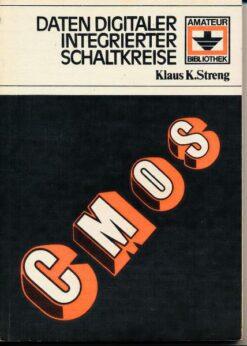 DATEN DIGITALER
INTEGRIERTER
SCHALTKREISE
AMATEUR
BIBLIOTHEK
Klaus K.Streng
CMOS